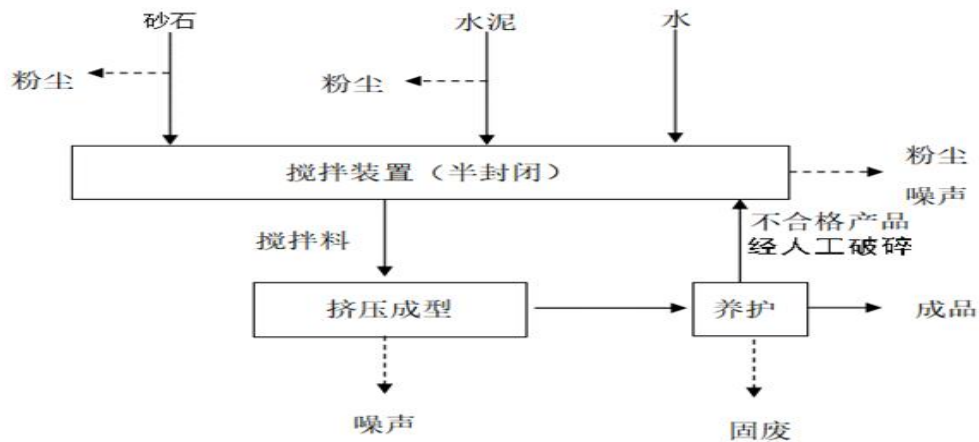 砂石
水泥
水
粉尘
粉尘
搅拌装置（半封闭）
粉尘
噪声
搅拌料
不合格产品
经人工破碎
挤压成型
养护
成品
噪声
固废